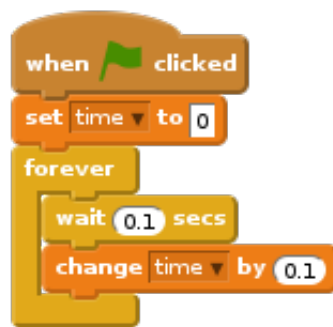 when clicked
set time to 0
forever
wait 0.1 secs
change time by 0.1